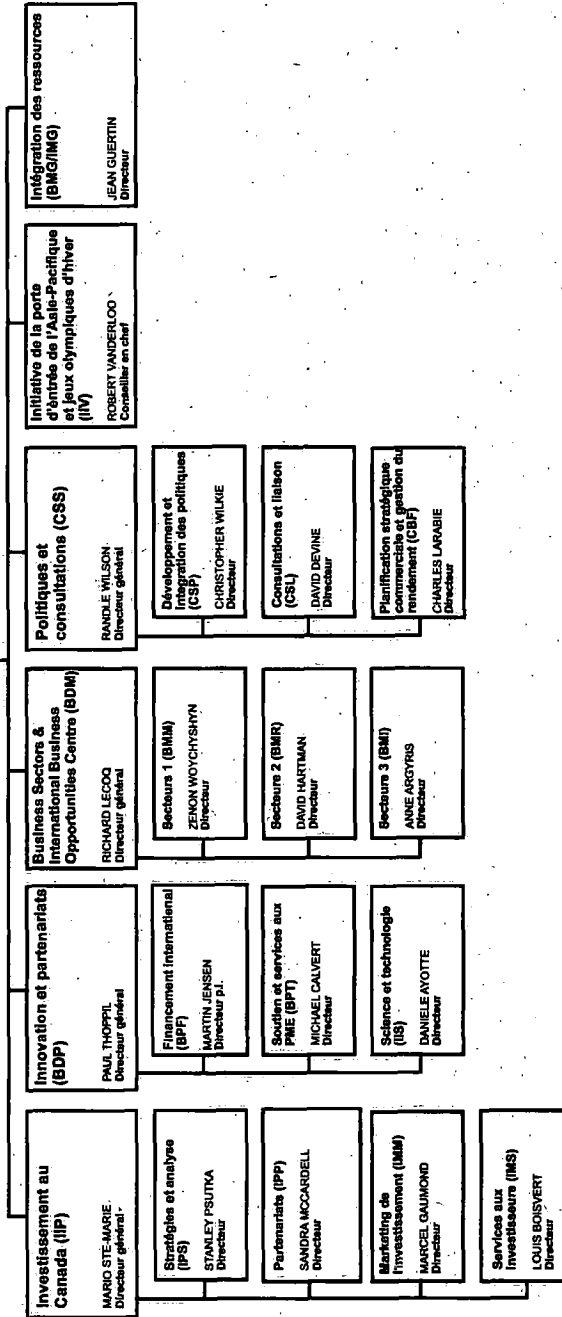 Investissement au
Canada (IIP)
MARIO STE-MARIE
Directeur général
Stratégies et analyse
(IPS)
STANLEY PSUTKA
Directeur
Partenariats (IPP)
SANDRA MCCARDELL
Directeur
Marketing de
l'investissement (IMM)
MARCEL GAUMOND
Directeur
Services aux
investisseurs (IMS)
LOUIS BOISVERT
Directeur
Innovation et partenariats
(BDP)
PAUL THOPPIL
Directeur général
Financement international
(BPF)
MARTIN JENSEN
Directeur p.i.
Soutien et services aux
PME (BPT)
MICHAEL CALVERT
Directeur
Science et technologie
(IIS)
DANIELE AYOTTE
Directeur
Business Sectors &
International Business
Opportunities Centre (BDM)
RICHARD LECOQ
Directeur général
Secteurs 1 (BMM)
ZENON WOYCHYSHYN
Directeur
Secteurs 2 (BMR)
DAVID HARTMAN
Directeur
Secteurs 3 (BMI)
ANNE ARGYRIS
Directeur
Politiques et
consultations (CSS)
RANDLE WILSON
Directeur général
Développement et
intégration des politiques
(CSP)
CHRISTOPHER WILKIE
Directeur
Consultations et liaison
(CSL)
DAVID DEVINE
Directeur
Planification stratégique
commerciale et gestion du
rendement (CBF)
CHARLES LARABIE
Directeur
Initiative de la porte
d'entrée de l'Asie-Pacifique
et jeux olympiques d'hiver
(IIV)
ROBERT VANDERLOO
Conseiller en chef
Intégration des ressources
(BMG/IMG)
JEAN GUERTIN
Directeur